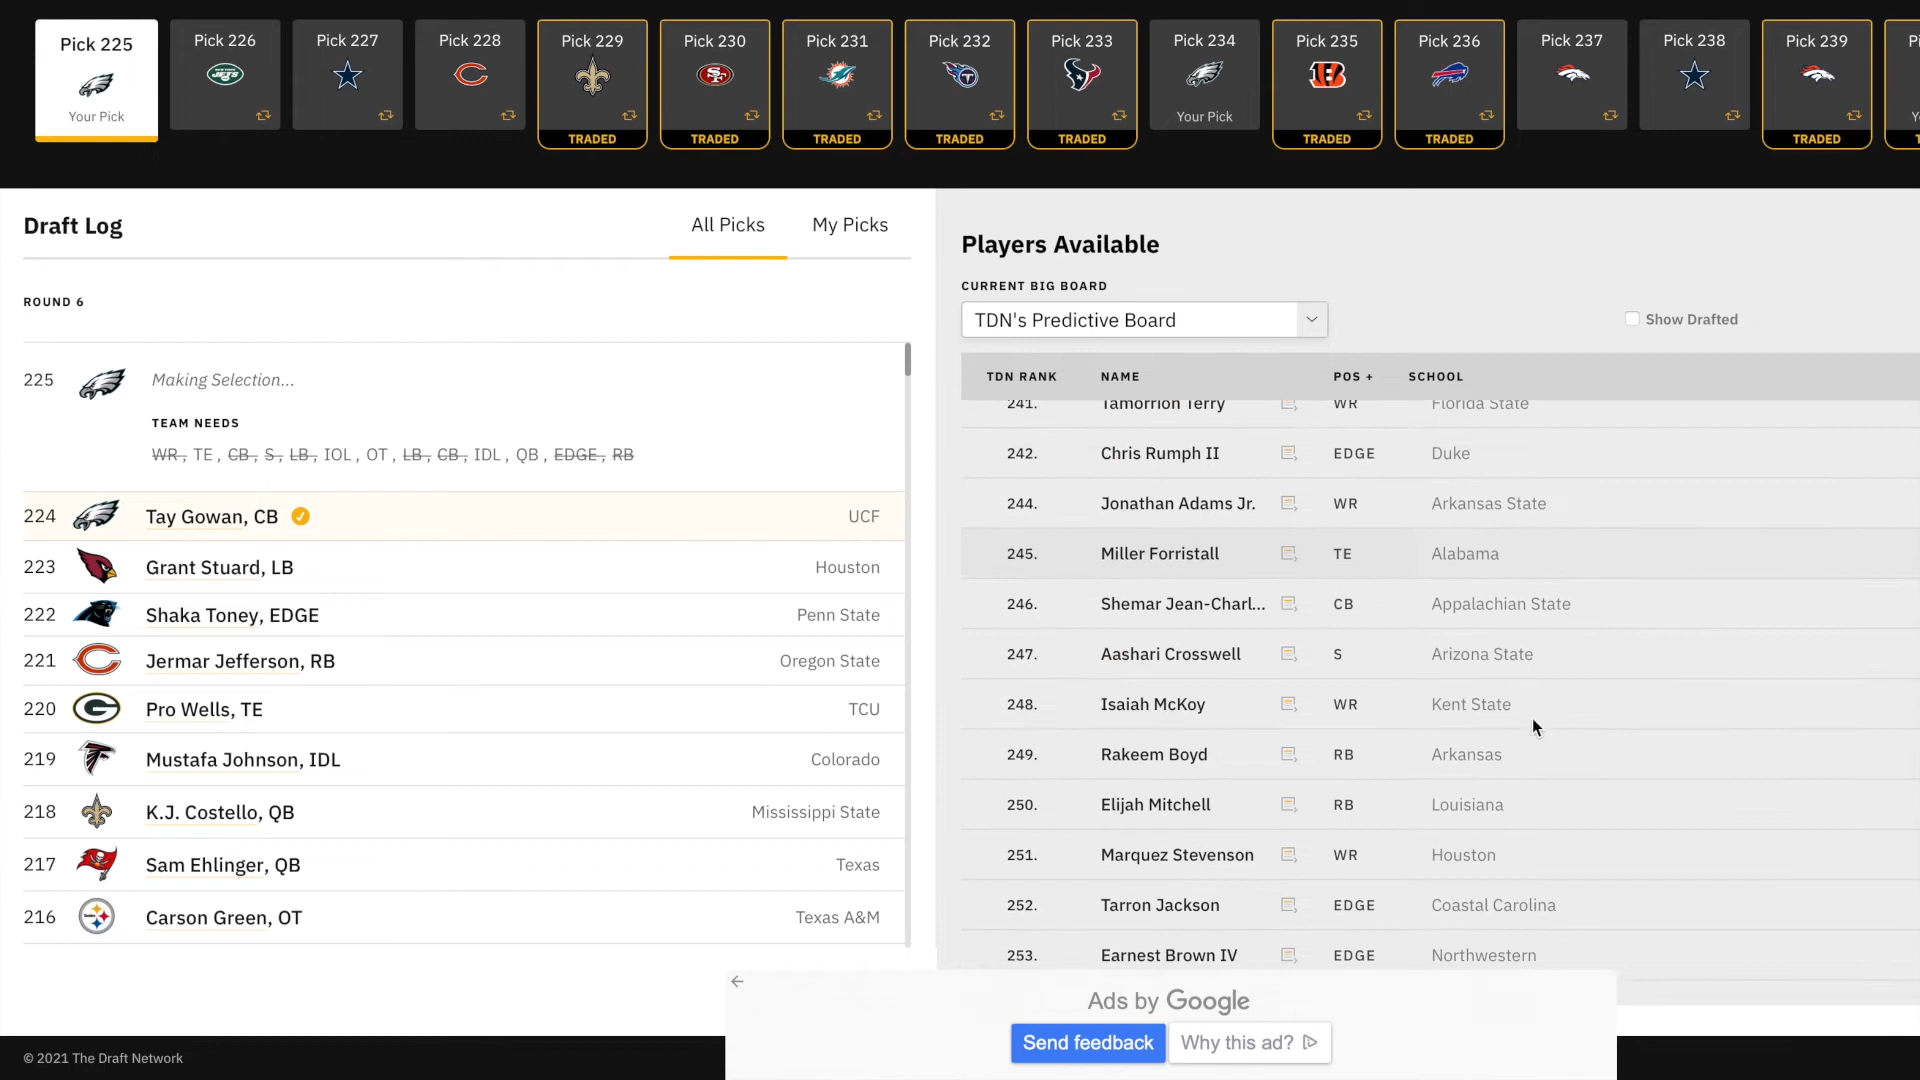 Pick 225
Your Pick
Pick 226
Pick 227
Pick 228
Pick 229
TRADED
Pick 230
TRADED
Pick 231
TRADED
Pick 232
TRADED
Pick 233
TRADED
Pick 234
Your Pick
Pick 235
TRADED
Pick 236
TRADED
Pick 237
Pick 238
Pick 239
TRADED
Draft Log
All Picks
My Picks
ROUND 6
225 Making Selection...
TEAM NEEDS
WR , TE , CB , S , LB , IOL , OT , LB , CB , IDL , QB , EDGE , RB
224 Tay Gowan, CB UCF
223 Grant Stuard, LB Houston
222 Shaka Toney, EDGE Penn State
221 Jermar Jefferson, RB Oregon State
220 Pro Wells, TE TCU
219 Mustafa Johnson, IDL Colorado
218 K.J. Costello, QB Mississippi State
217 Sam Ehlinger, QB Texas
216 Carson Green, OT Texas A&M
Players Available
CURRENT BIG BOARD
TDN's Predictive Board
Show Drafted
TDN RANK NAME POS + SCHOOL
241. Tamorrion Terry WR Florida State
242. Chris Rumph II EDGE Duke
244. Jonathan Adams Jr. WR Arkansas State
245. Miller Forristall TE Alabama
246. Shemar Jean-Charl... CB Appalachian State
247. Aashari Crosswell S Arizona State
248. Isaiah McKoy WR Kent State
249. Rakeem Boyd RB Arkansas
250. Elijah Mitchell RB Louisiana
251. Marquez Stevenson WR Houston
252. Tarron Jackson EDGE Coastal Carolina
253. Earnest Brown IV EDGE Northwestern
Ads by Google
Send feedback
Why this ad?
© 2021 The Draft Network